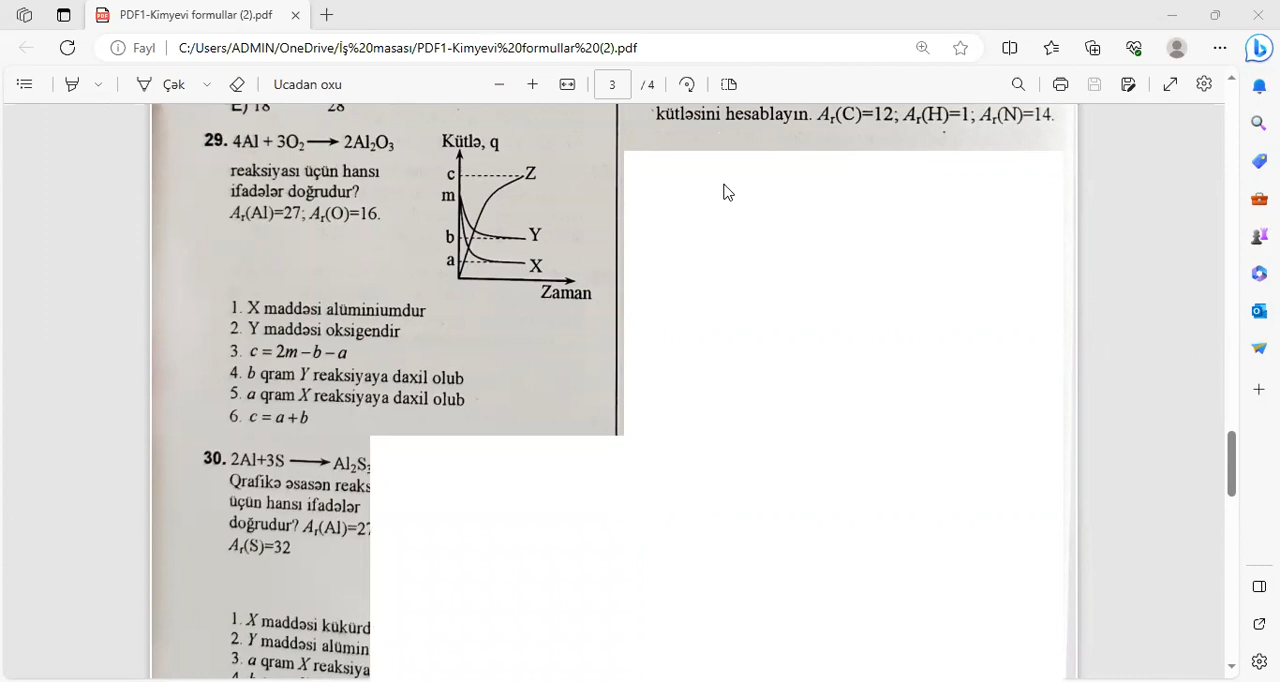 PDF1-Kimyevi formullar (2).pdf
Fayl
C:/Users/ADMIN/OneDrive/İş%20masası/PDF1-Kimyevi%20formullar%20(2).pdf
Çək
Ucadan oxu
3 / 4
E) 18 28
kütləsini hesablayın. Aᵣ(C)=12; Aᵣ(H)=1; Aᵣ(N)=14.
29. 4Al + 3O₂ ⟶ 2Al₂O₃
reaksiyası üçün hansı
ifadələr doğrudur?
Aᵣ(Al)=27; Aᵣ(O)=16.
Kütlə, q
c
Z
m
b
Y
a
X
Zaman
1. X maddəsi alüminiumdur
2. Y maddəsi oksigendir
3. c = 2m − b − a
4. b qram Y reaksiyaya daxil olub
5. a qram X reaksiyaya daxil olub
6. c = a + b
30. 2Al+3S ⟶ Al₂S₃
Qrafikə əsasən reaks
üçün hansı ifadələr
doğrudur? Aᵣ(Al)=27
Aᵣ(S)=32
1. X maddəsi kükürd
2. Y maddəsi alümin
3. a qram X reaksiya